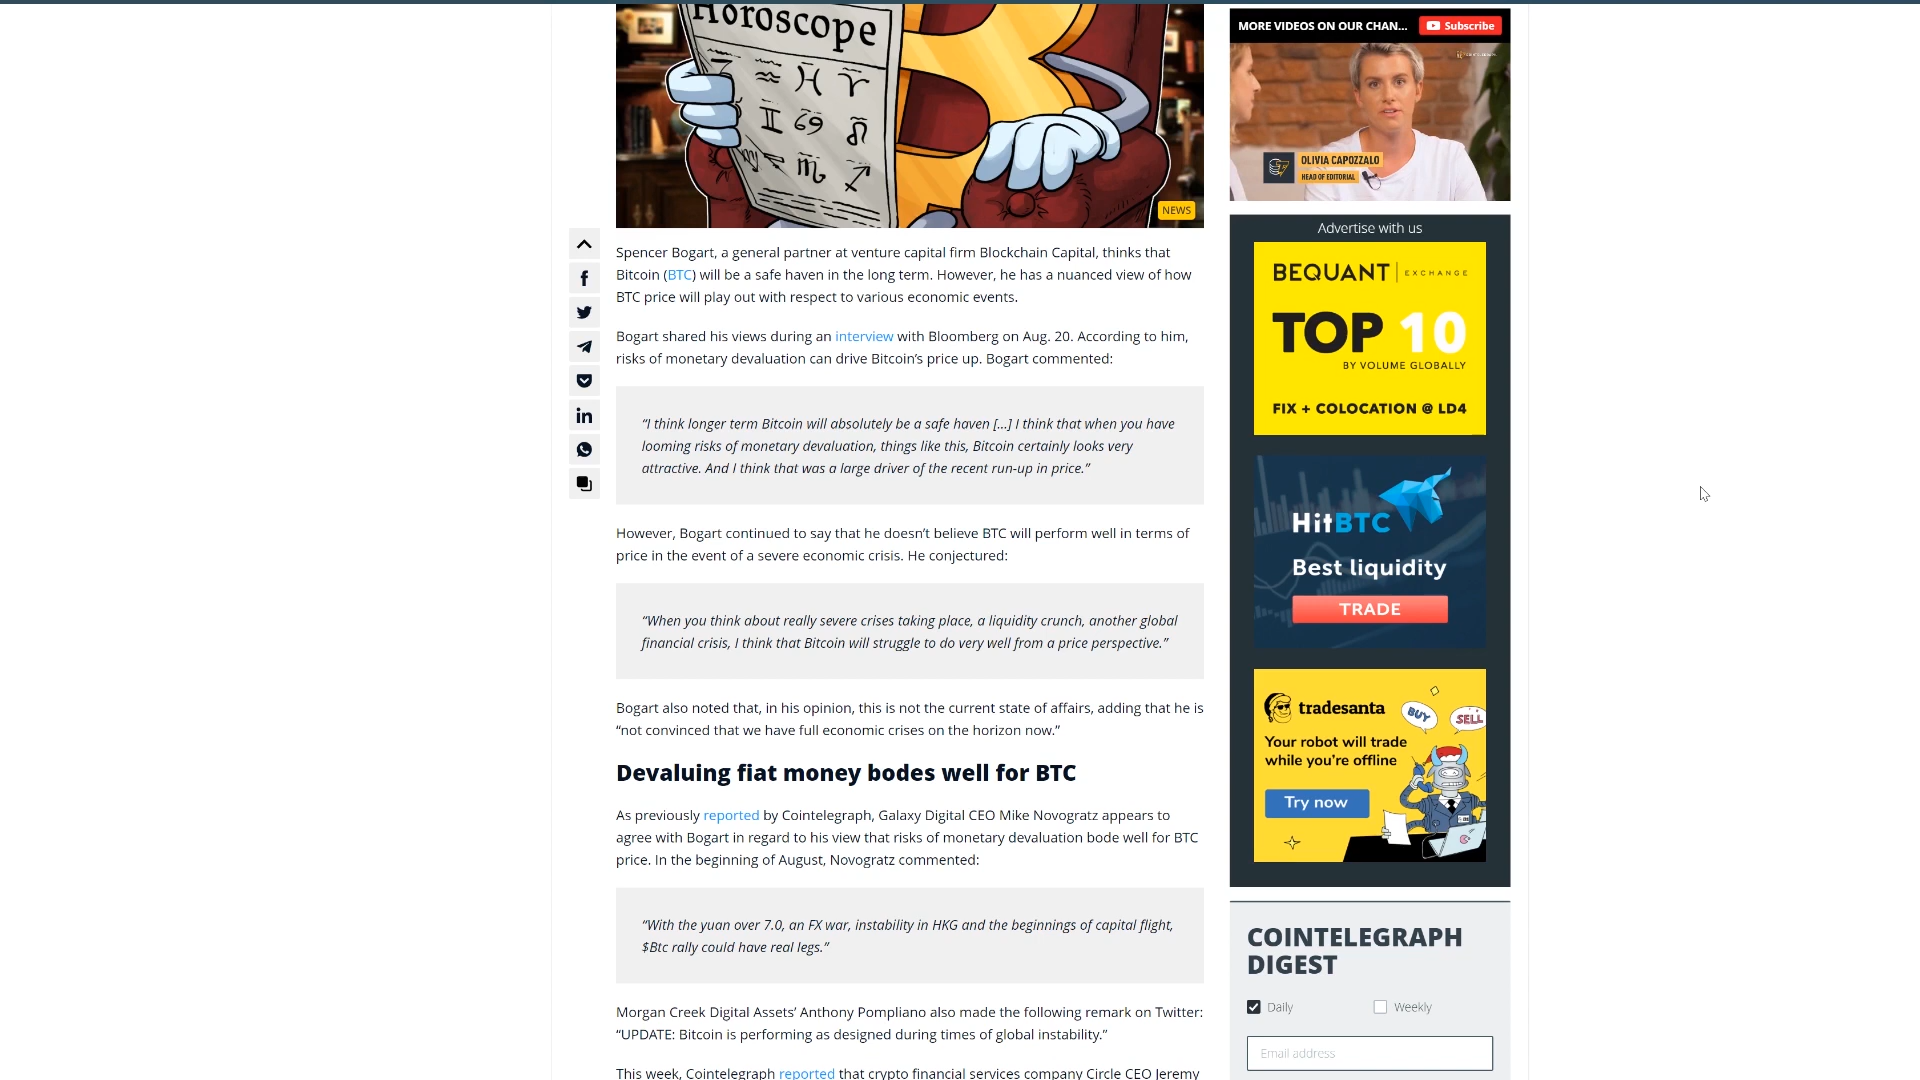 Horoscope
NEWS
Spencer Bogart, a general partner at venture capital firm Blockchain Capital, thinks that
Bitcoin (BTC) will be a safe haven in the long term. However, he has a nuanced view of how
BTC price will play out with respect to various economic events.
Bogart shared his views during an interview with Bloomberg on Aug. 20. According to him,
risks of monetary devaluation can drive Bitcoin’s price up. Bogart commented:
“I think longer term Bitcoin will absolutely be a safe haven [...] I think that when you have
looming risks of monetary devaluation, things like this, Bitcoin certainly looks very
attractive. And I think that was a large driver of the recent run-up in price.”
However, Bogart continued to say that he doesn’t believe BTC will perform well in terms of
price in the event of a severe economic crisis. He conjectured:
“When you think about really severe crises taking place, a liquidity crunch, another global
financial crisis, I think that Bitcoin will struggle to do very well from a price perspective.”
Bogart also noted that, in his opinion, this is not the current state of affairs, adding that he is
“not convinced that we have full economic crises on the horizon now.”
Devaluing fiat money bodes well for BTC
As previously reported by Cointelegraph, Galaxy Digital CEO Mike Novogratz appears to
agree with Bogart in regard to his view that risks of monetary devaluation bode well for BTC
price. In the beginning of August, Novogratz commented:
“With the yuan over 7.0, an FX war, instability in HKG and the beginnings of capital flight,
$Btc rally could have real legs.”
Morgan Creek Digital Assets’ Anthony Pompliano also made the following remark on Twitter:
“UPDATE: Bitcoin is performing as designed during times of global instability.”
This week, Cointelegraph reported that crypto financial services company Circle CEO Jeremy
MORE VIDEOS ON OUR CHAN...
Subscribe
OLIVIA CAPOZZALO
HEAD OF EDITORIAL
Advertise with us
BEQUANT | EXCHANGE
TOP 10
BY VOLUME GLOBALLY
FIX + COLOCATION @ LD4
HitBTC
Best liquidity
TRADE
tradesanta
BUY
SELL
Your robot will trade
while you’re offline
Try now
COINTELEGRAPH
DIGEST
Daily
Weekly
Email address